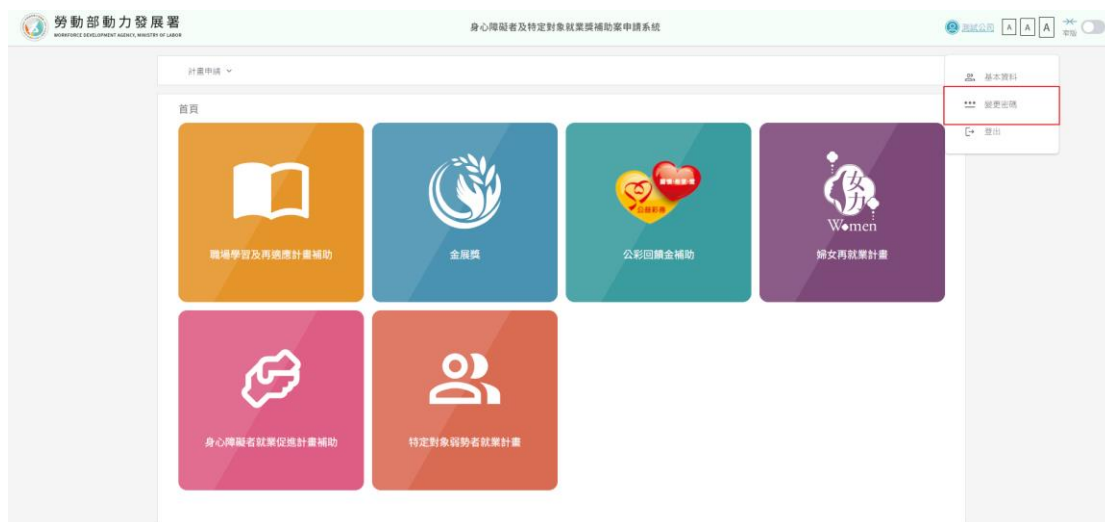 勞動部動力發展署
WORKFORCE DEVELOPMENT AGENCY, MINISTRY OF LABOR
身心障礙者及特定對象就業獎補助案申請系統
測試公司
A A A
計畫申請
基本資料
變更密碼
登出
首頁
職場學習及再適應計畫補助
金展獎
公彩回饋金補助
女力
Women
婦女再就業計畫
身心障礙者就業促進計畫補助
特定對象弱勢者就業計畫